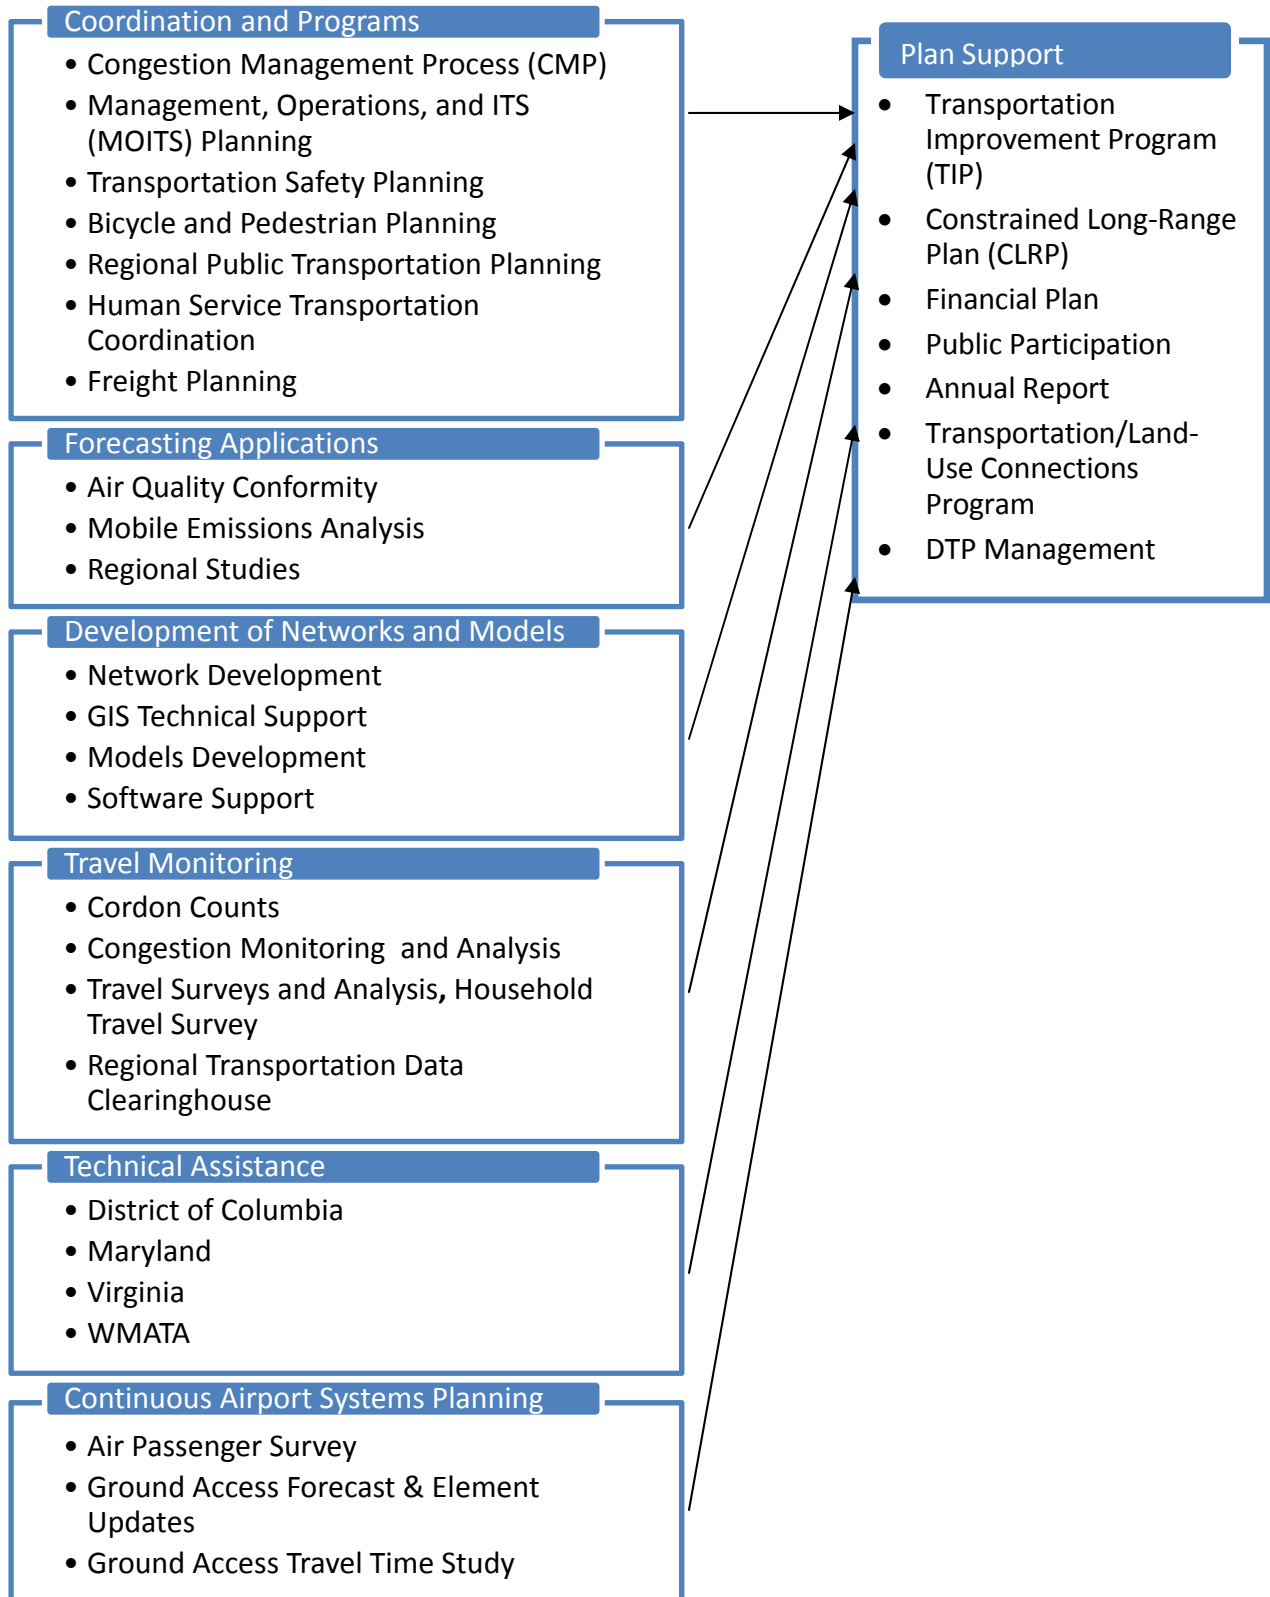 Coordination and Programs
• Congestion Management Process (CMP)
• Management, Operations, and ITS
(MOITS) Planning
• Transportation Safety Planning
• Bicycle and Pedestrian Planning
• Regional Public Transportation Planning
• Human Service Transportation
Coordination
• Freight Planning
Forecasting Applications
• Air Quality Conformity
• Mobile Emissions Analysis
• Regional Studies
Development of Networks and Models
• Network Development
• GIS Technical Support
• Models Development
• Software Support
Travel Monitoring
• Cordon Counts
• Congestion Monitoring  and Analysis
• Travel Surveys and Analysis, Household
Travel Survey
• Regional Transportation Data
Clearinghouse
Technical Assistance
• District of Columbia
• Maryland
• Virginia
• WMATA
Continuous Airport Systems Planning
• Air Passenger Survey
• Ground Access Forecast & Element
Updates
• Ground Access Travel Time Study
Plan Support
• Transportation
Improvement Program
(TIP)
• Constrained Long-Range
Plan (CLRP)
• Financial Plan
• Public Participation
• Annual Report
• Transportation/Land-
Use Connections
Program
• DTP Management